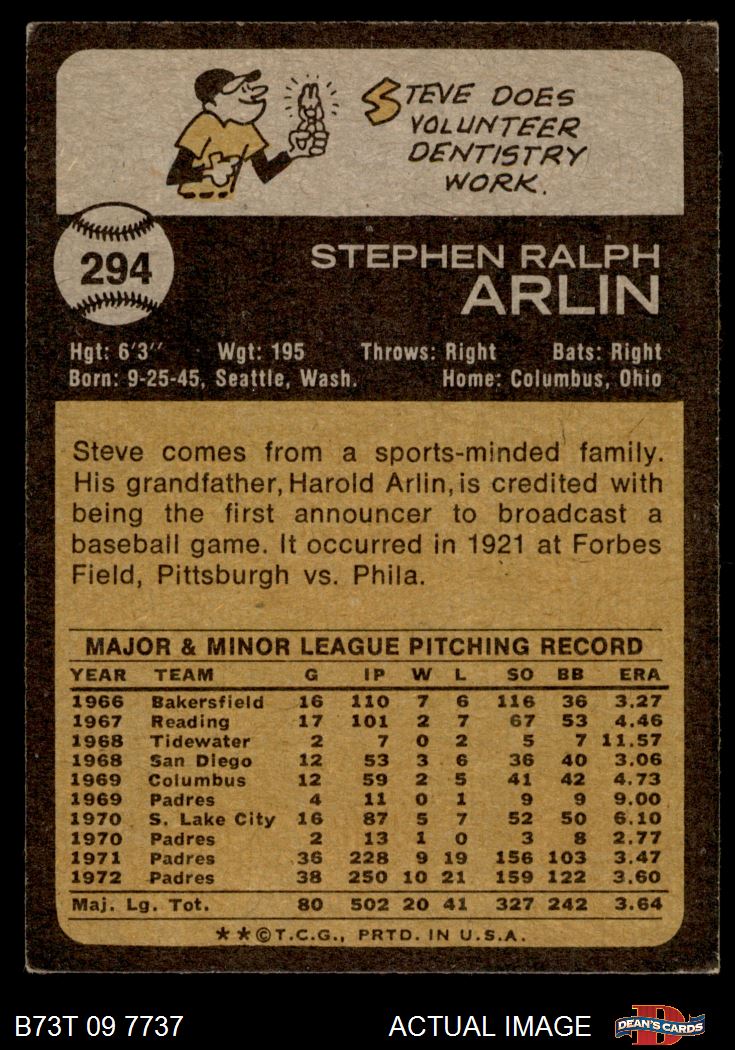 STEVE DOES
VOLUNTEER
DENTISTRY
WORK.
294
STEPHEN RALPH
ARLIN
Hgt: 6'3'' Wgt: 195 Throws: Right Bats: Right
Born: 9-25-45, Seattle, Wash. Home: Columbus, Ohio
Steve comes from a sports-minded family.
His grandfather, Harold Arlin, is credited with
being the first announcer to broadcast a
baseball game. It occurred in 1921 at Forbes
Field, Pittsburgh vs. Phila.
MAJOR & MINOR LEAGUE PITCHING RECORD
YEAR TEAM G IP W L SO BB ERA
1966 Bakersfield 16 110 7 6 116 36 3.27
1967 Reading 17 101 2 7 67 53 4.46
1968 Tidewater 2 7 0 2 5 7 11.57
1968 San Diego 12 53 3 6 36 40 3.06
1969 Columbus 12 59 2 5 41 42 4.73
1969 Padres 4 11 0 1 9 9 9.00
1970 S. Lake City 16 87 5 7 52 50 6.10
1970 Padres 2 13 1 0 3 8 2.77
1971 Padres 36 228 9 19 156 103 3.47
1972 Padres 38 250 10 21 159 122 3.60
Maj. Lg. Tot. 80 502 20 41 327 242 3.64
★★©T.C.G., PRTD. IN U.S.A.
B73T 09 7737 ACTUAL IMAGE D DEAN'S CARDS